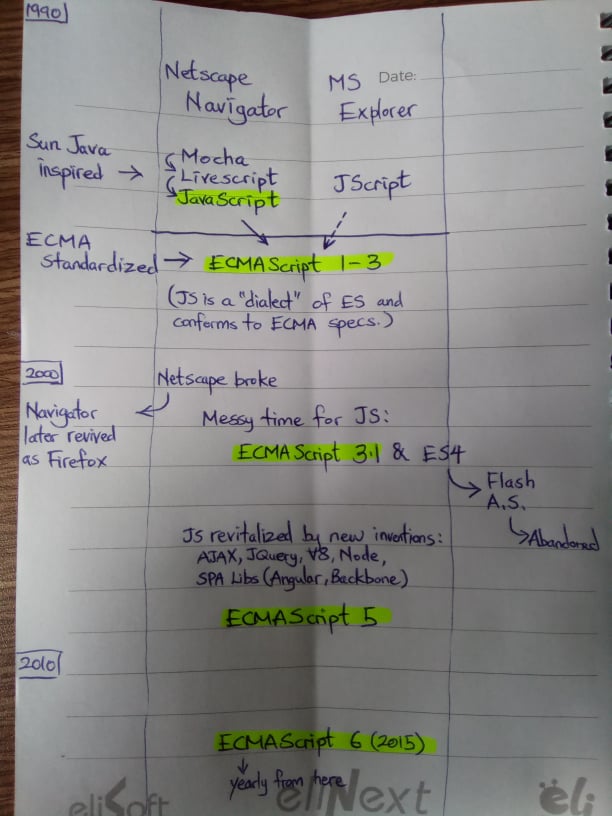 1990
Netscape
Navigator
MS Date:
Explorer
Sun Java
inspired →
Mocha
Livescript
JavaScript
JScript
ECMA
Standardized →
ECMAScript 1-3
(JS is a "dialect" of ES and
conforms to ECMA specs.)
2000
Netscape broke
Navigator
later revived
as Firefox
Messy time for JS:
ECMAScript 3.1 & ES4
Flash
A.S.
Abandoned
JS revitalized by new inventions:
AJAX, JQuery, V8, Node,
SPA Libs (Angular, Backbone)
ECMAScript 5
2010
ECMAScript 6 (2015)
yearly from here
eliSoft eliNext ëli